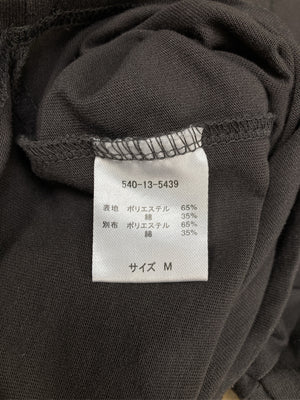 540-13-5439
表地 ポリエステル 65%
綿 35%
別布 ポリエステル 65%
綿 35%
サイズ M